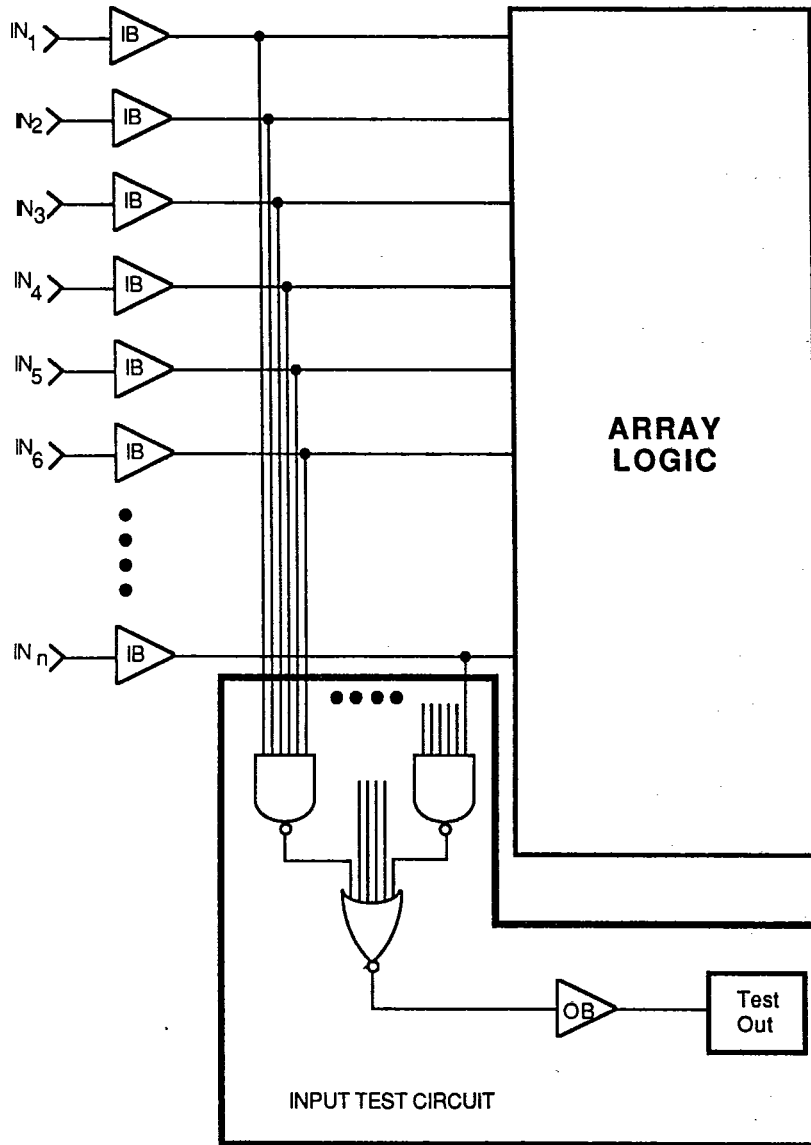 IN1 IB
IN2 IB
IN3 IB
IN4 IB
IN5 IB
IN6 IB
ARRAY
LOGIC
INn IB
OB
Test
Out
INPUT TEST CIRCUIT